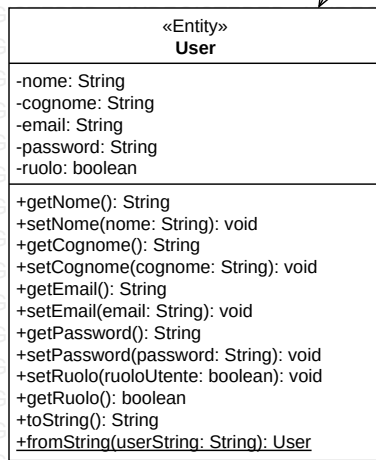 «Entity»
User
-nome: String
-cognome: String
-email: String
-password: String
-ruolo: boolean
+getNome(): String
+setNome(nome: String): void
+getCognome(): String
+setCognome(cognome: String): void
+getEmail(): String
+setEmail(email: String): void
+getPassword(): String
+setPassword(password: String): void
+setRuolo(ruoloUtente: boolean): void
+getRuolo(): boolean
+toString(): String
+fromString(userString: String): User